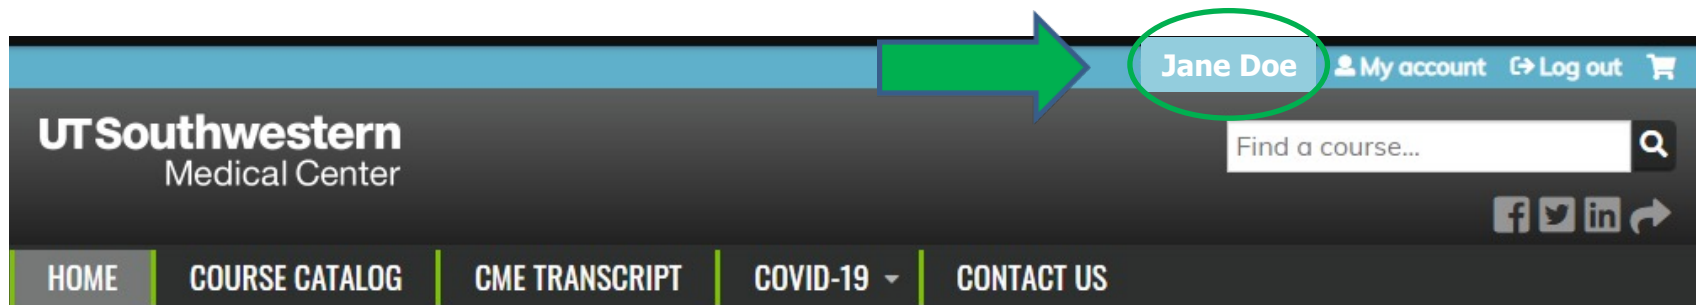 Jane Doe My account Log out
UTSouthwestern
Medical Center
Find a course...
HOME COURSE CATALOG CME TRANSCRIPT COVID-19 CONTACT US